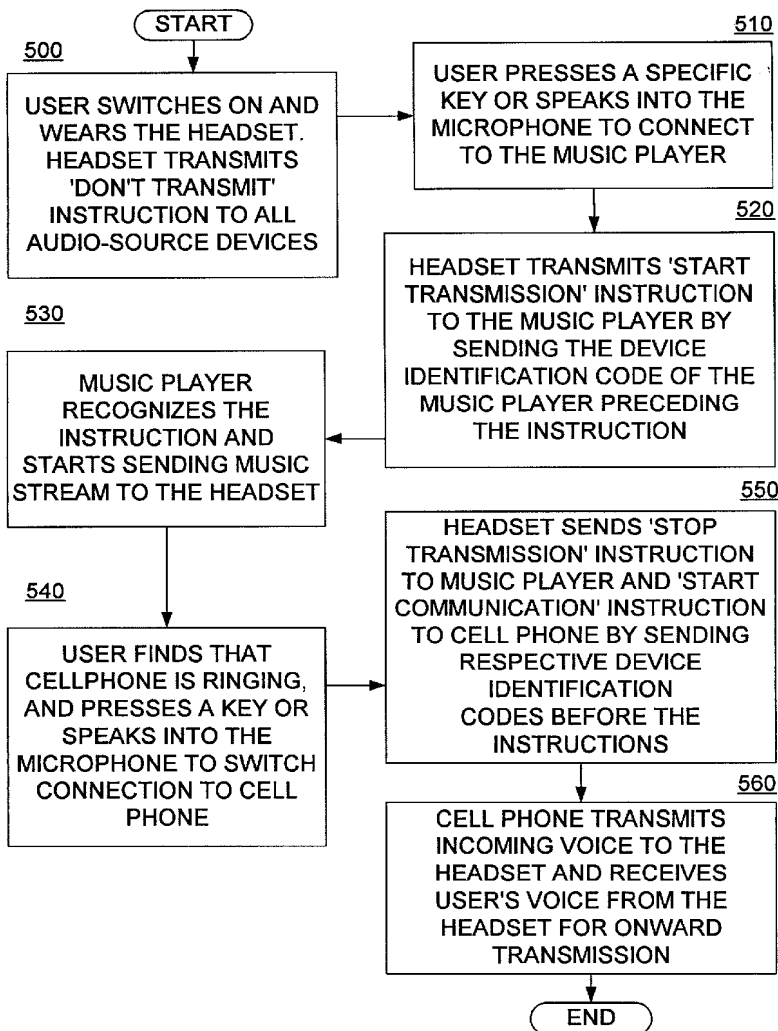 START
500
USER SWITCHES ON AND
WEARS THE HEADSET.
HEADSET TRANSMITS
'DON'T TRANSMIT'
INSTRUCTION TO ALL
AUDIO-SOURCE DEVICES
510
USER PRESSES A SPECIFIC
KEY OR SPEAKS INTO THE
MICROPHONE TO CONNECT
TO THE MUSIC PLAYER
520
HEADSET TRANSMITS 'START
TRANSMISSION' INSTRUCTION
TO THE MUSIC PLAYER BY
SENDING THE DEVICE
IDENTIFICATION CODE OF THE
MUSIC PLAYER PRECEDING
THE INSTRUCTION
530
MUSIC PLAYER
RECOGNIZES THE
INSTRUCTION AND
STARTS SENDING MUSIC
STREAM TO THE HEADSET
540
USER FINDS THAT
CELLPHONE IS RINGING,
AND PRESSES A KEY OR
SPEAKS INTO THE
MICROPHONE TO SWITCH
CONNECTION TO CELL
PHONE
550
HEADSET SENDS 'STOP
TRANSMISSION' INSTRUCTION
TO MUSIC PLAYER AND 'START
COMMUNICATION' INSTRUCTION
TO CELL PHONE BY SENDING
RESPECTIVE DEVICE
IDENTIFICATION
CODES BEFORE THE
INSTRUCTIONS
560
CELL PHONE TRANSMITS
INCOMING VOICE TO THE
HEADSET AND RECEIVES
USER'S VOICE FROM THE
HEADSET FOR ONWARD
TRANSMISSION
END